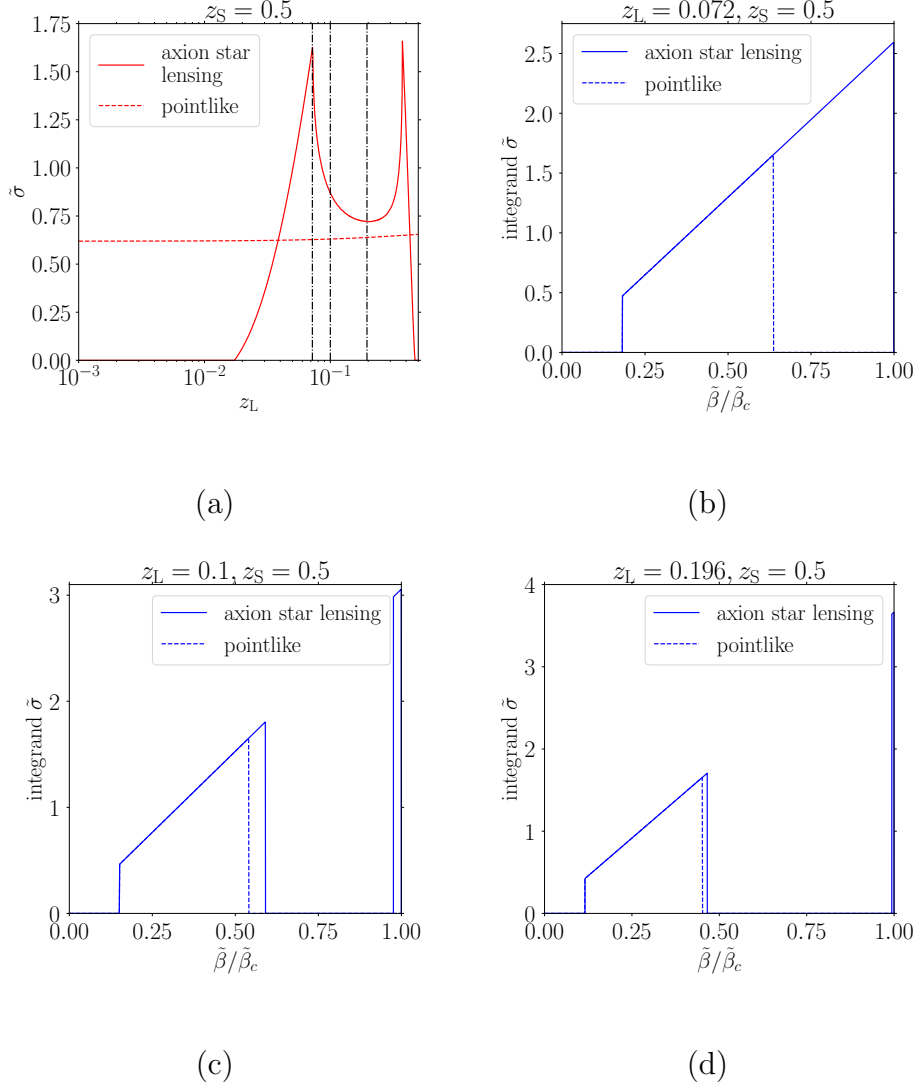 z_S = 0.5
1.75
1.50
1.25
1.00
0.75
0.50
0.25
0.00
σ̃
axion star
lensing
pointlike
10⁻³
10⁻²
10⁻¹
z_L
(a)
z_L = 0.072, z_S = 0.5
2.5
2.0
1.5
1.0
0.5
0.0
integrand σ̃
axion star lensing
pointlike
0.00
0.25
0.50
0.75
1.00
β̃/β̃_c
(b)
z_L = 0.1, z_S = 0.5
3
2
1
0
integrand σ̃
axion star lensing
pointlike
0.00
0.25
0.50
0.75
1.00
β̃/β̃_c
(c)
z_L = 0.196, z_S = 0.5
4
3
2
1
0
integrand σ̃
axion star lensing
pointlike
0.00
0.25
0.50
0.75
1.00
β̃/β̃_c
(d)